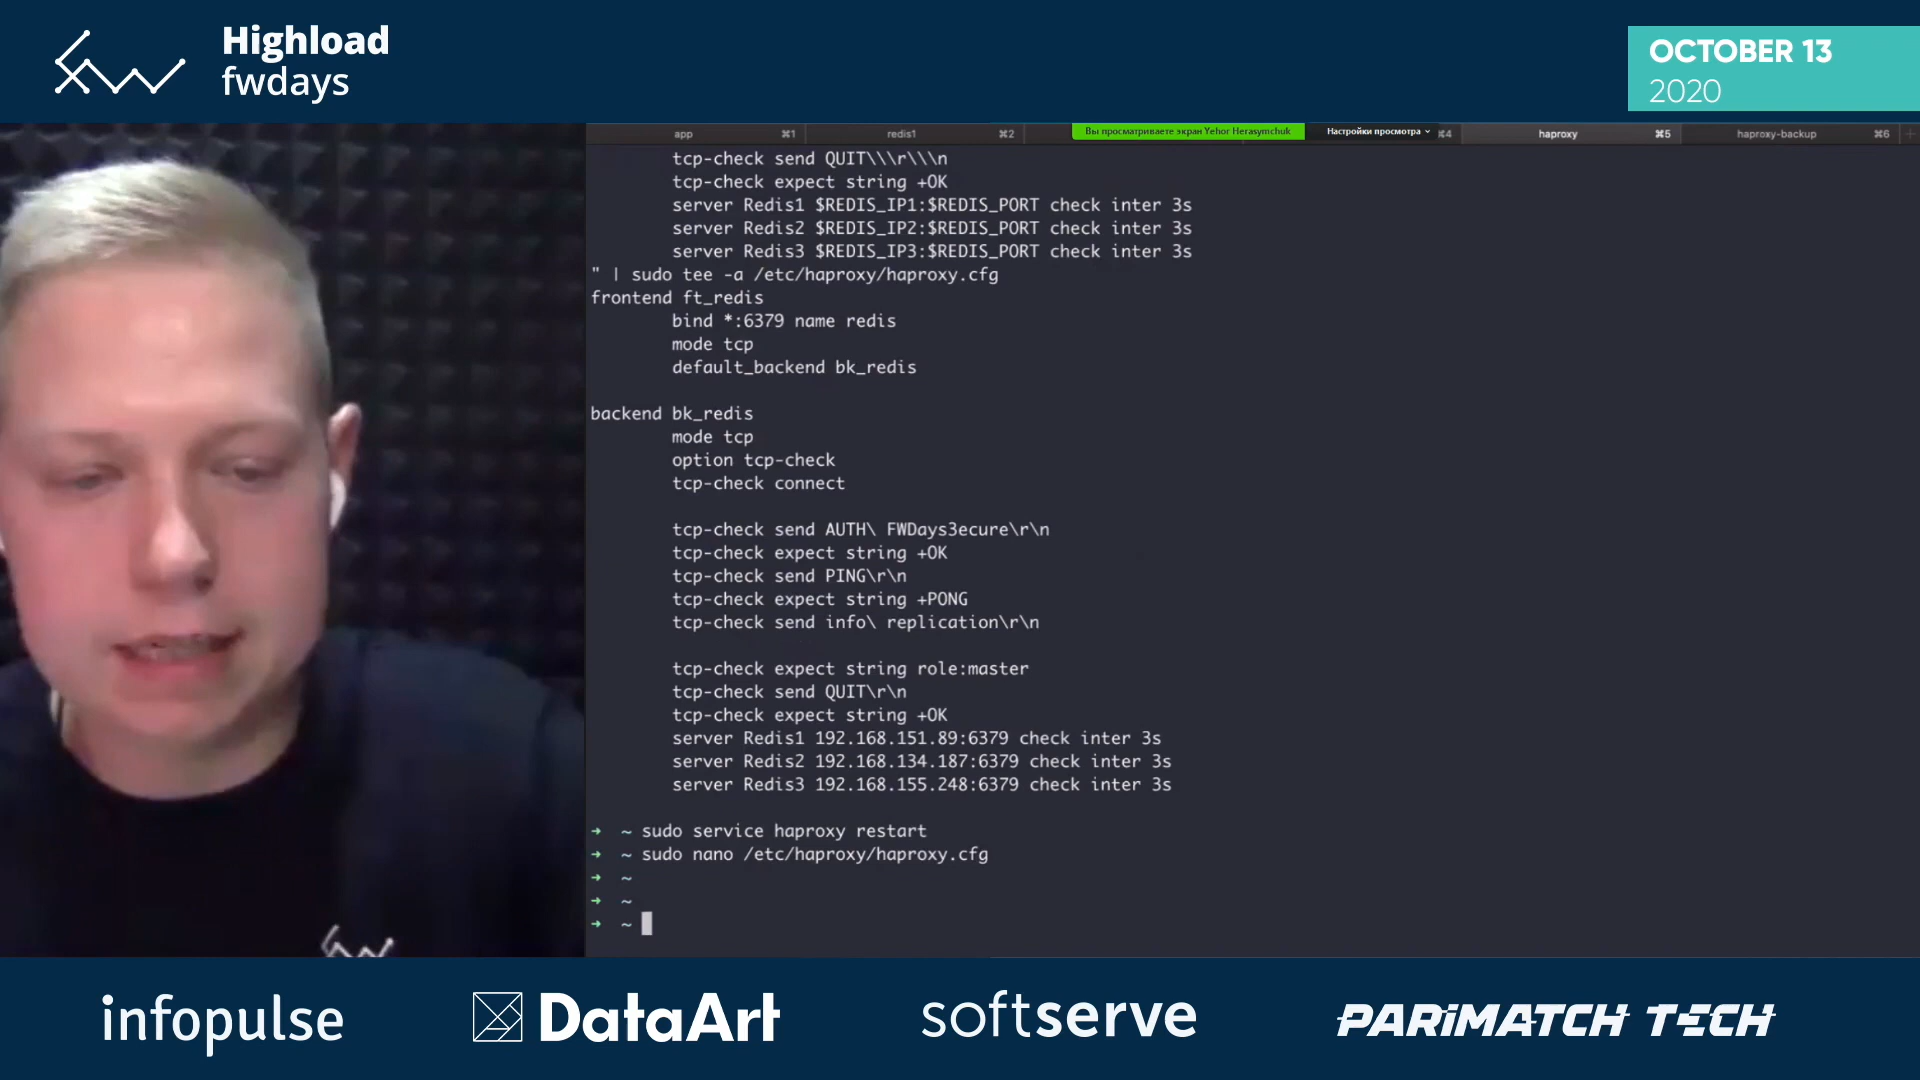 Highload
fwdays
OCTOBER 13
2020
app ⌘1 redis1 ⌘2 Вы просматриваете экран Yehor Herasymchuk Настройки просмотра ⌘4 haproxy ⌘5 haproxy-backup ⌘6
tcp-check send QUIT\\\r\\\n
tcp-check expect string +OK
server Redis1 $REDIS_IP1:$REDIS_PORT check inter 3s
server Redis2 $REDIS_IP2:$REDIS_PORT check inter 3s
server Redis3 $REDIS_IP3:$REDIS_PORT check inter 3s
" | sudo tee -a /etc/haproxy/haproxy.cfg
frontend ft_redis
bind *:6379 name redis
mode tcp
default_backend bk_redis
backend bk_redis
mode tcp
option tcp-check
tcp-check connect
tcp-check send AUTH\ FWDays3ecure\r\n
tcp-check expect string +OK
tcp-check send PING\r\n
tcp-check expect string +PONG
tcp-check send info\ replication\r\n
tcp-check expect string role:master
tcp-check send QUIT\r\n
tcp-check expect string +OK
server Redis1 192.168.151.89:6379 check inter 3s
server Redis2 192.168.134.187:6379 check inter 3s
server Redis3 192.168.155.248:6379 check inter 3s
➜ ~ sudo service haproxy restart
➜ ~ sudo nano /etc/haproxy/haproxy.cfg
➜ ~
➜ ~
➜ ~
infopulse DataArt softserve PARIMATCH TECH